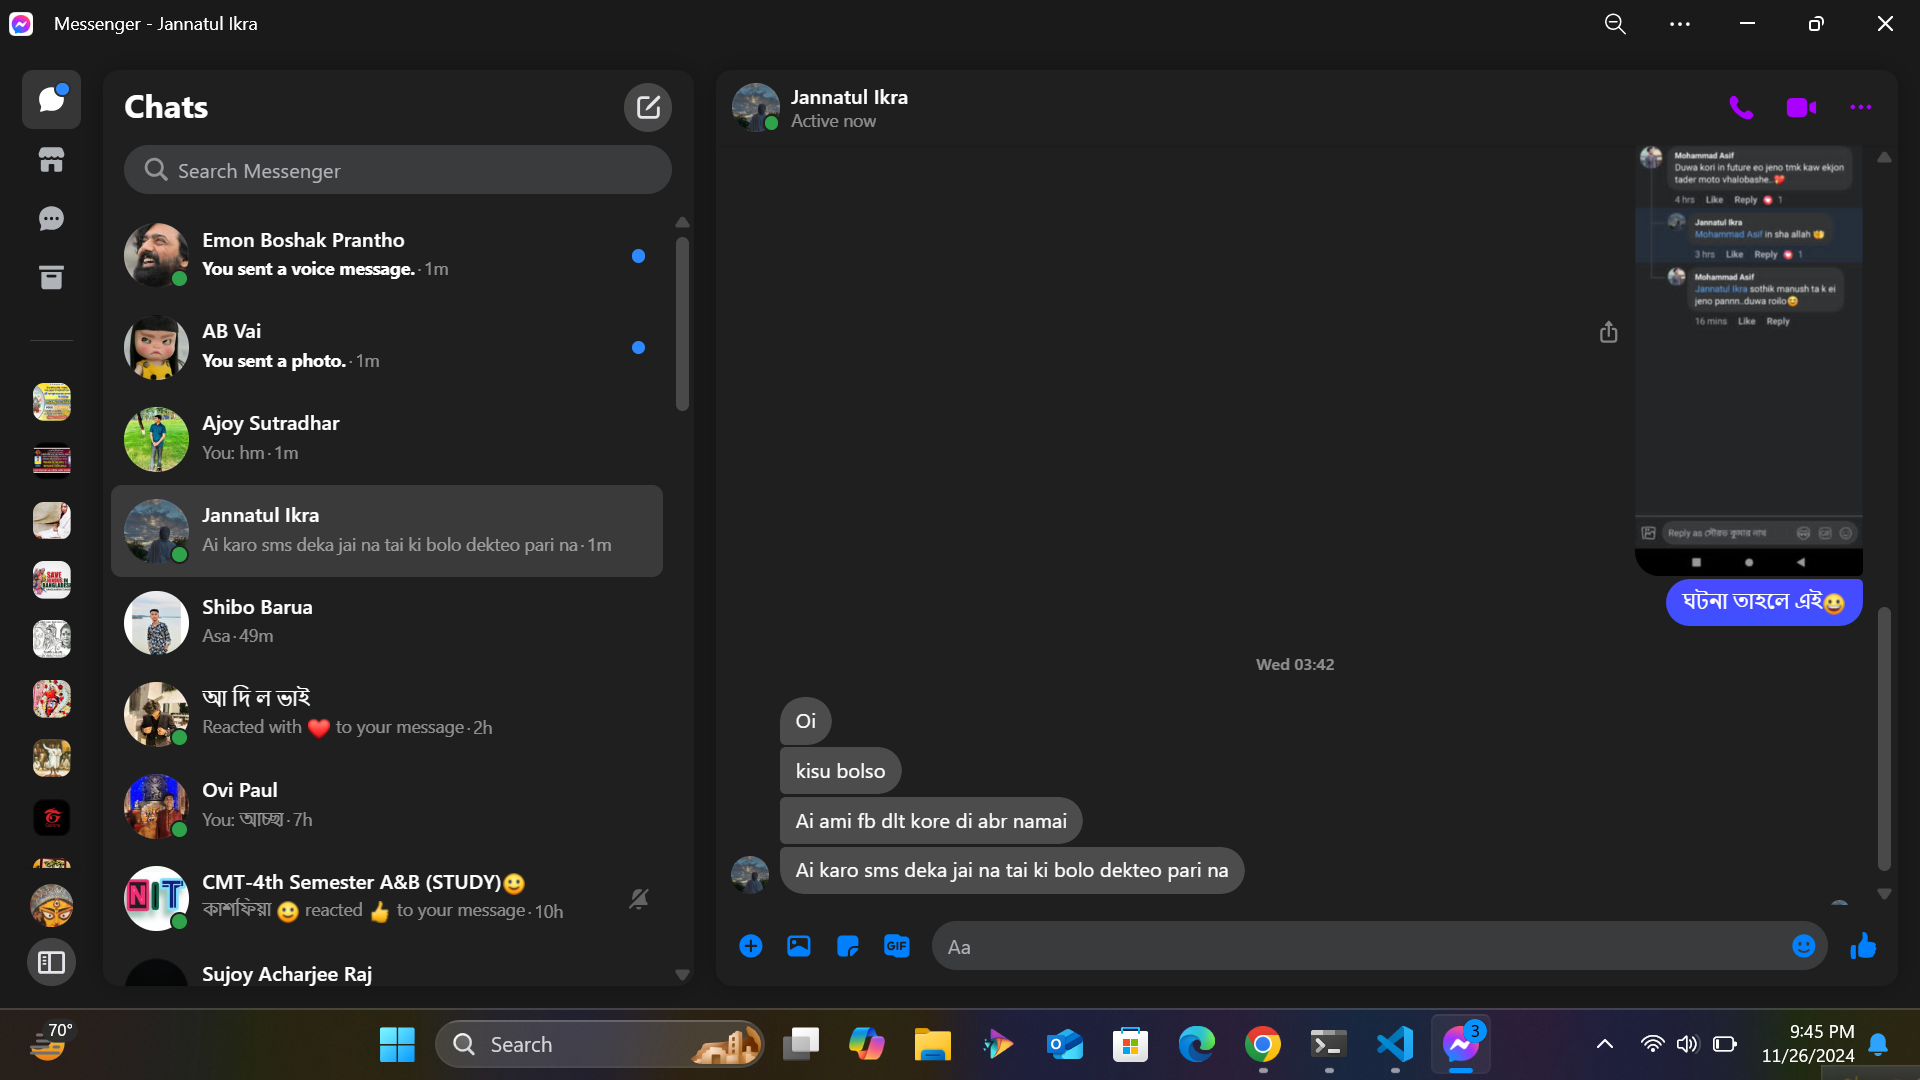 Messenger - Jannatul Ikra
Chats
Search Messenger
Emon Boshak Prantho
You sent a voice message. · 1m
AB Vai
You sent a photo. · 1m
Ajoy Sutradhar
You: hm · 1m
Jannatul Ikra
Ai karo sms deka jai na tai ki bolo dekteo pari na · 1m
Shibo Barua
Asa · 49m
আ দি ল ভাই
Reacted with ❤️ to your message · 2h
Ovi Paul
You: আচ্ছা · 7h
CMT-4th Semester A&B (STUDY)😀
কাশফিয়া 😀 reacted 👍 to your message · 10h
Sujoy Acharjee Raj
Jannatul Ikra
Active now
Mohammad Asif
Duwa kori in future eo jeno tmk kaw ekjon
tader moto vhalobashe..💖
4 hrs Like Reply 1
Jannatul Ikra
Mohammad Asif in sha allah 🤲
3 hrs Like Reply 1
Mohammad Asif
Jannatul Ikra sothik manush ta k ei
jeno pannn..duwa roilo😊
16 mins Like Reply
Reply as সৌরভ কুমার নাথ
ঘটনা তাহলে এই😀
Wed 03:42
Oi
kisu bolso
Ai ami fb dlt kore di abr namai
Ai karo sms deka jai na tai ki bolo dekteo pari na
GIF
Aa
70°
Search
3
9:45 PM
11/26/2024